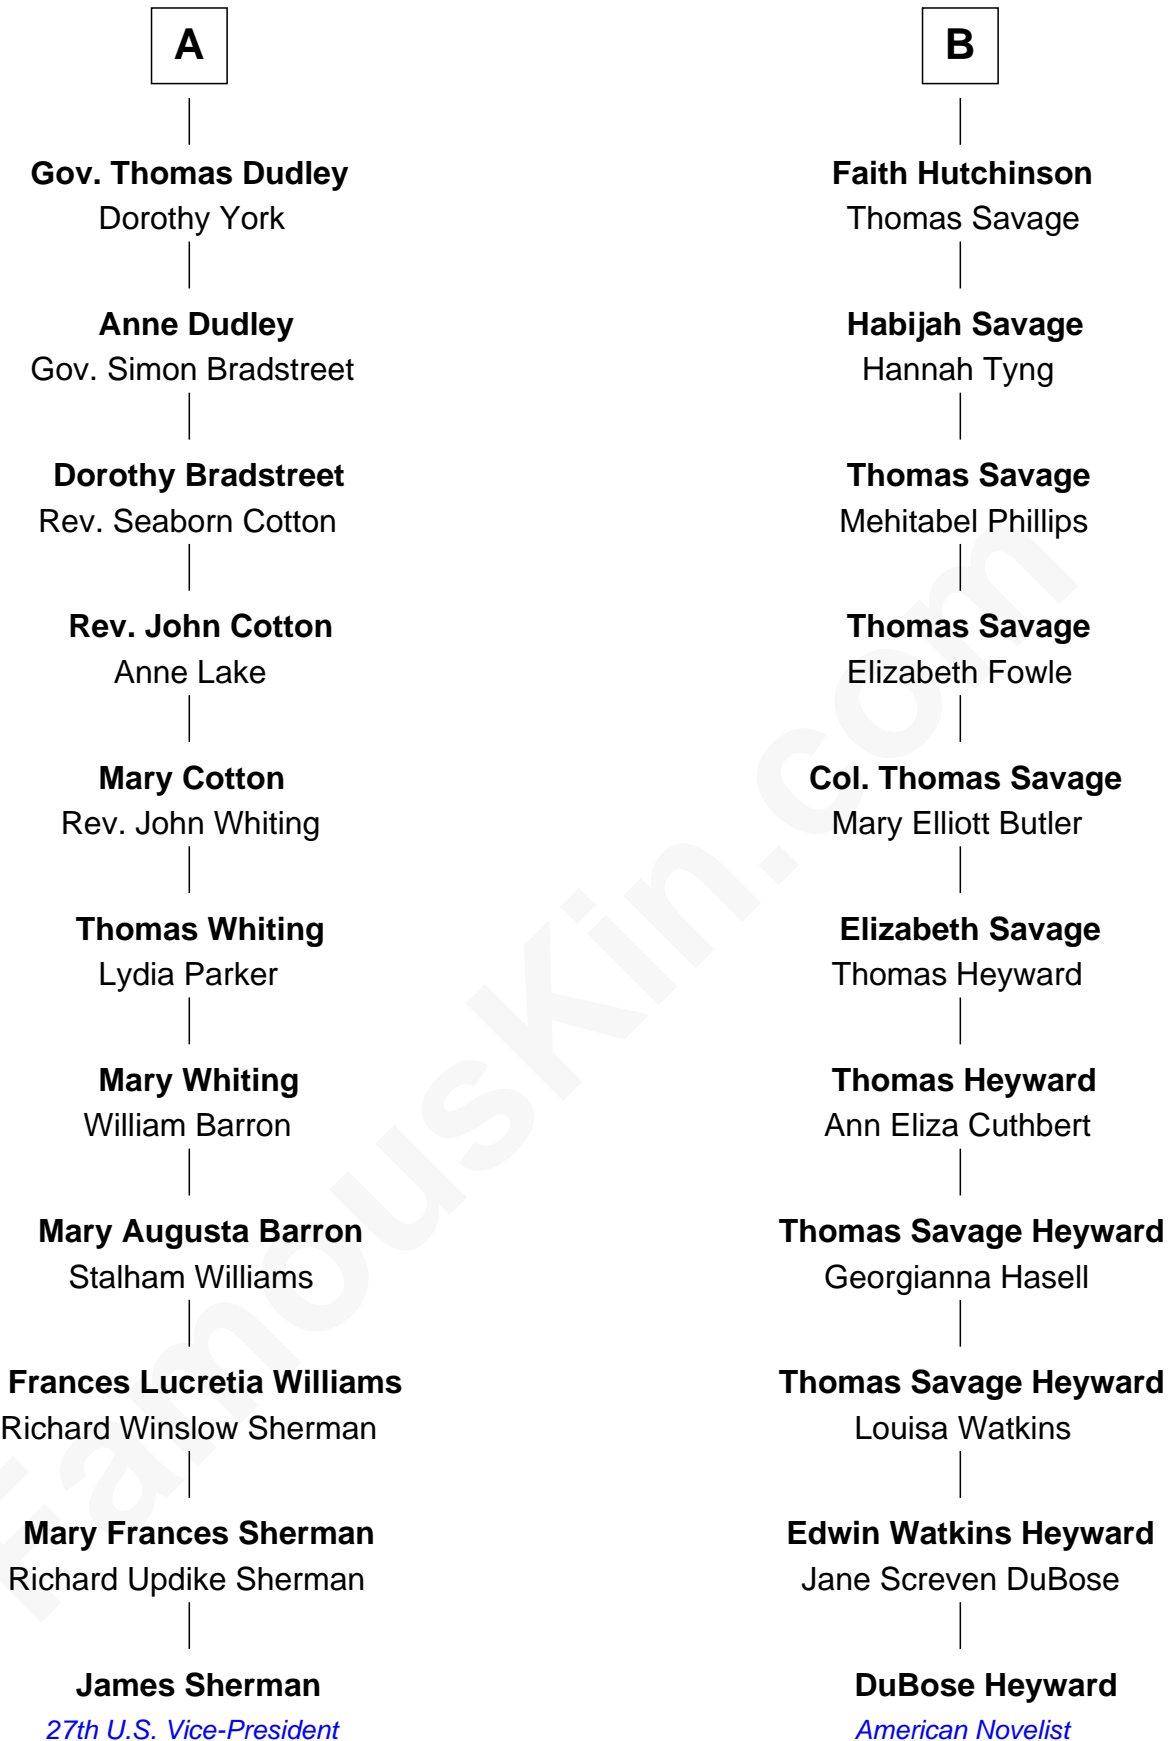 A
Gov. Thomas Dudley
Dorothy York
Anne Dudley
Gov. Simon Bradstreet
Dorothy Bradstreet
Rev. Seaborn Cotton
Rev. John Cotton
Anne Lake
Mary Cotton
Rev. John Whiting
Thomas Whiting
Lydia Parker
Mary Whiting
William Barron
Mary Augusta Barron
Stalham Williams
Frances Lucretia Williams
Richard Winslow Sherman
Mary Frances Sherman
Richard Updike Sherman
James Sherman
27th U.S. Vice-President
B
Faith Hutchinson
Thomas Savage
Habijah Savage
Hannah Tyng
Thomas Savage
Mehitabel Phillips
Thomas Savage
Elizabeth Fowle
Col. Thomas Savage
Mary Elliott Butler
Elizabeth Savage
Thomas Heyward
Thomas Heyward
Ann Eliza Cuthbert
Thomas Savage Heyward
Georgianna Hasell
Thomas Savage Heyward
Louisa Watkins
Edwin Watkins Heyward
Jane Screven DuBose
DuBose Heyward
American Novelist
FamousKin.com